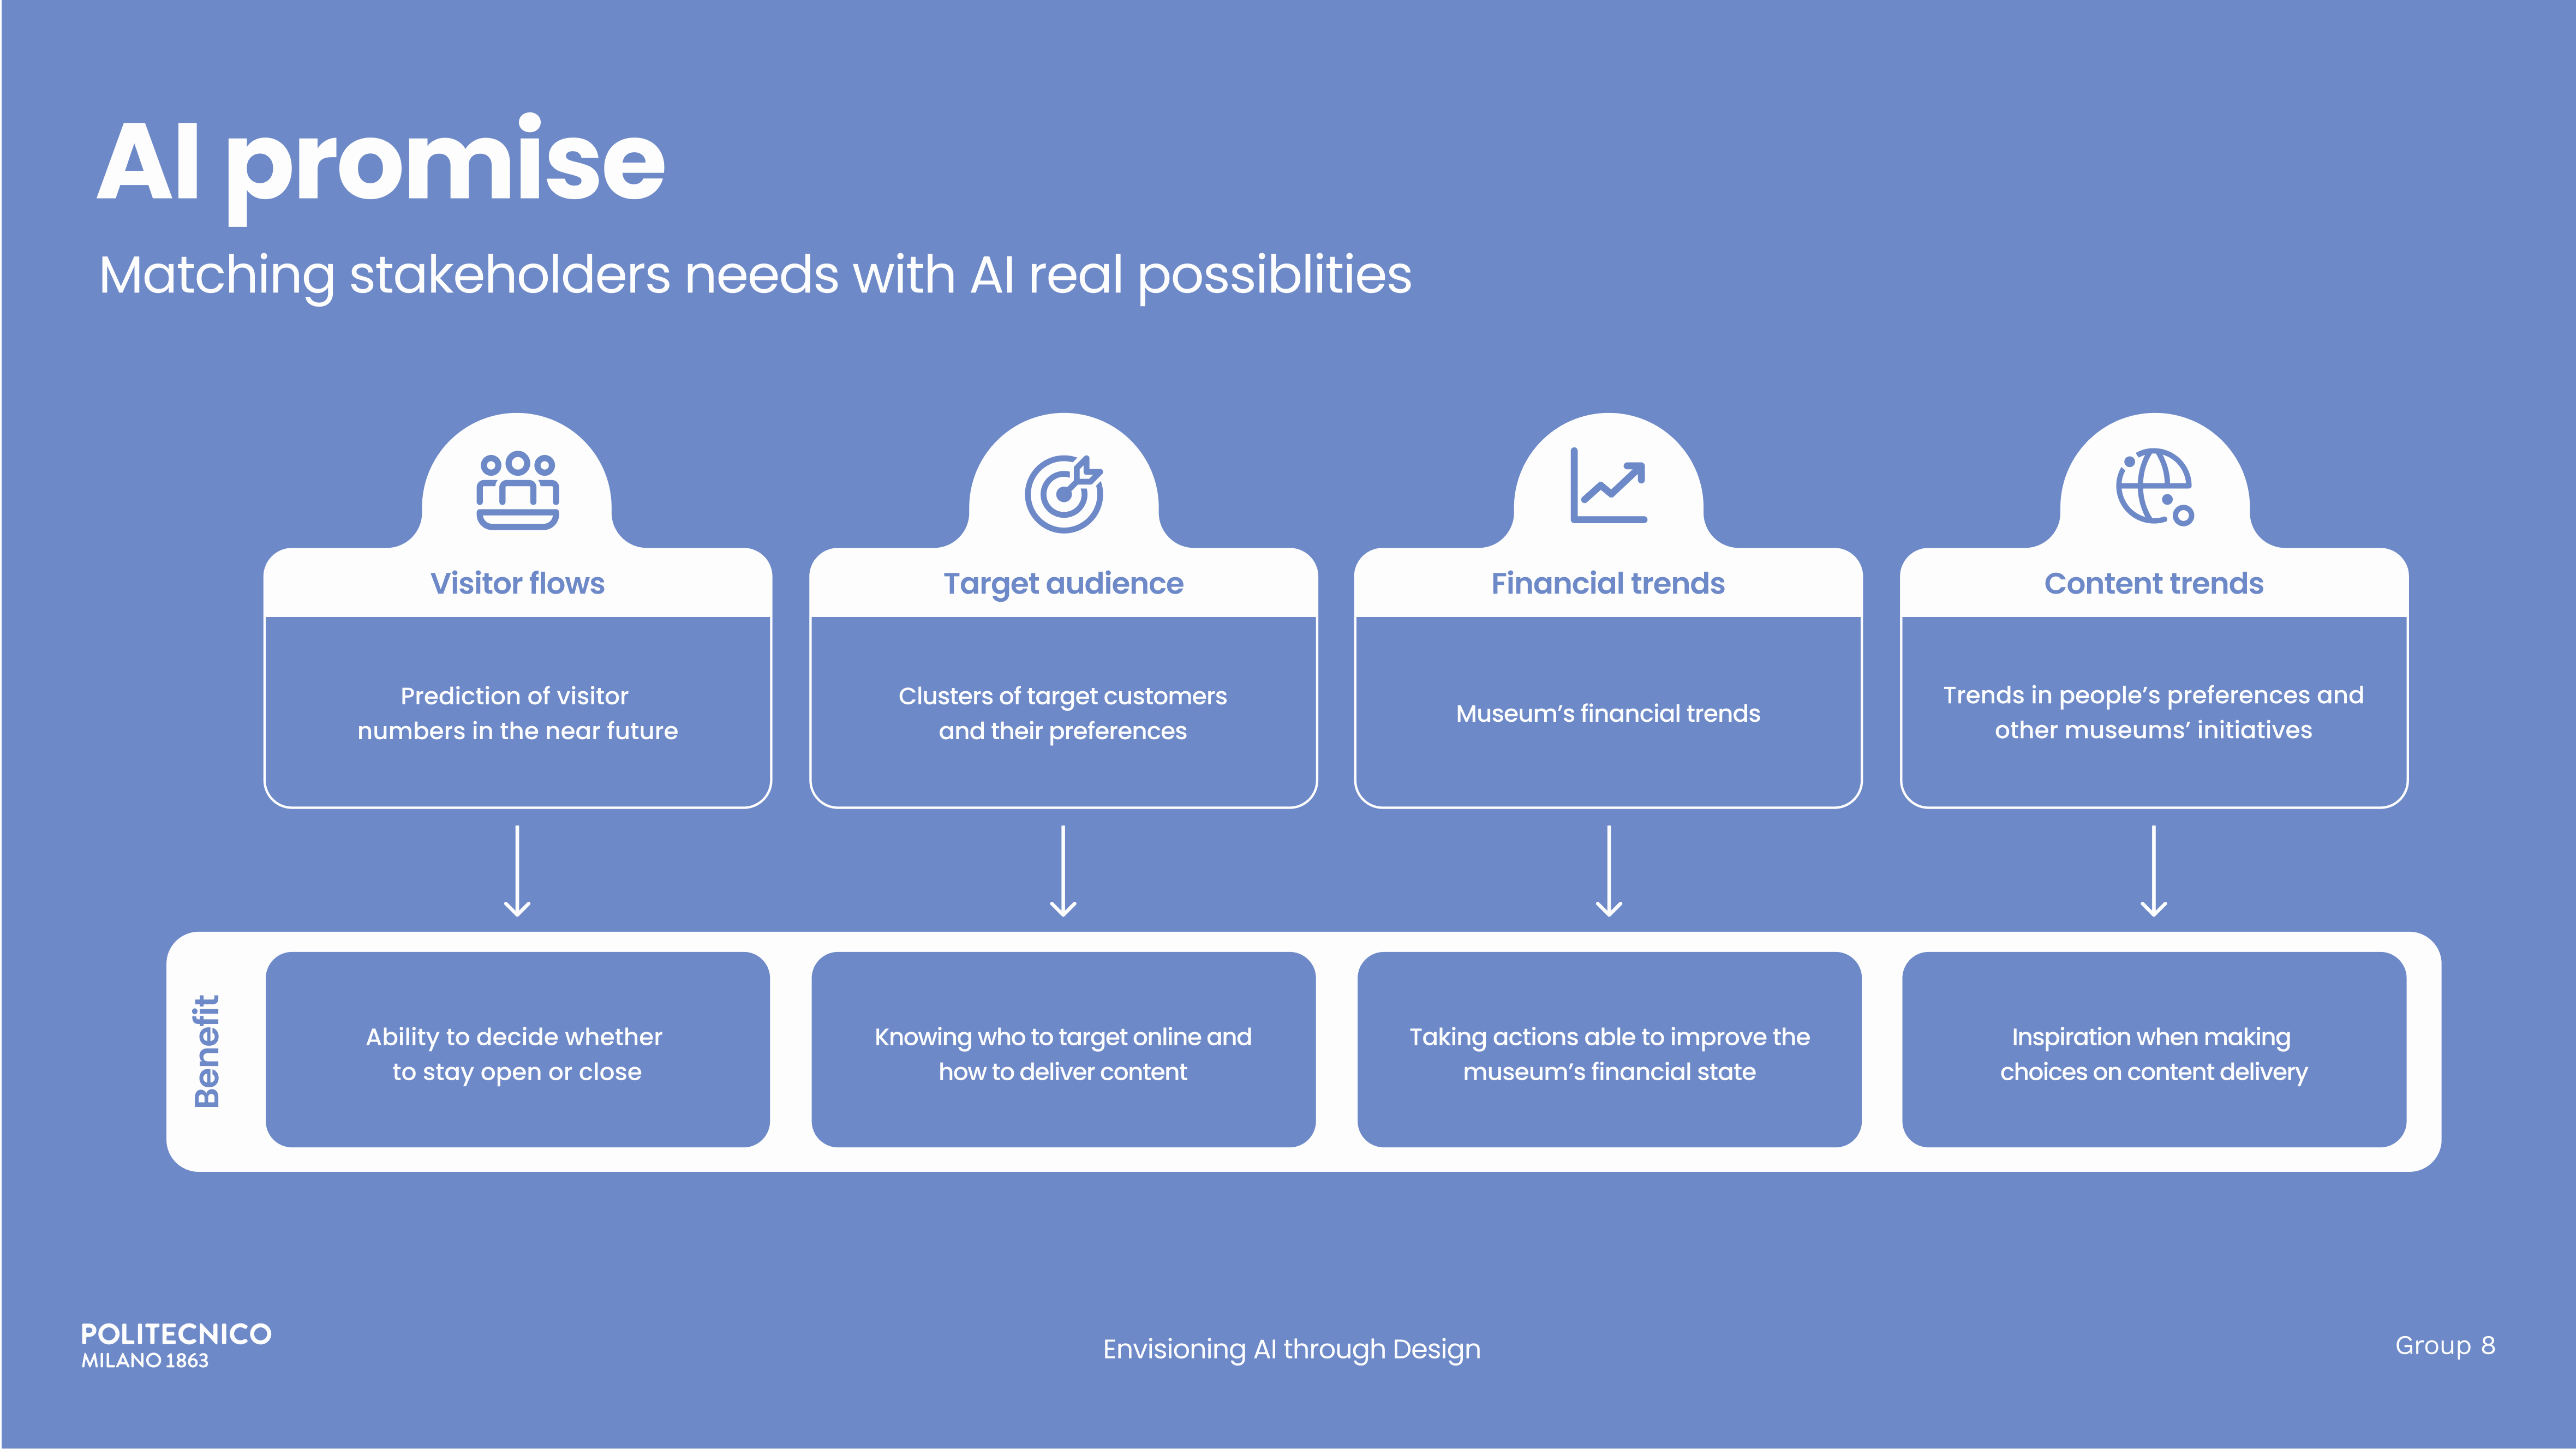 AI promise
Matching stakeholders needs with AI real possiblities
Visitor flows
Prediction of visitor
numbers in the near future
Target audience
Clusters of target customers
and their preferences
Financial trends
Museum's financial trends
Content trends
Trends in people's preferences and
other museums' initiatives
Benefit
Ability to decide whether
to stay open or close
Knowing who to target online and
how to deliver content
Taking actions able to improve the
museum's financial state
Inspiration when making
choices on content delivery
POLITECNICO
MILANO 1863
Envisioning AI through Design
Group 8